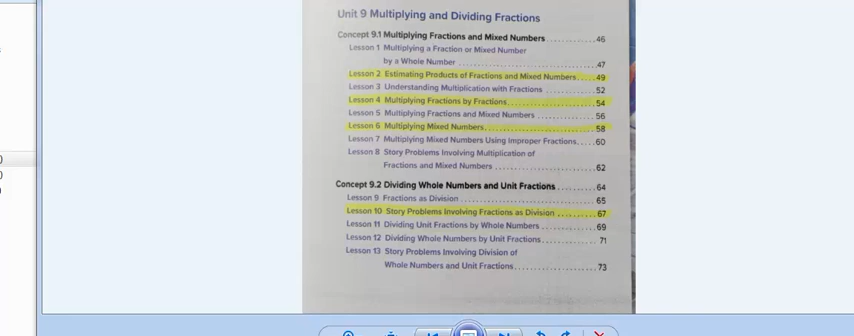 Unit 9 Multiplying and Dividing Fractions
Concept 9.1 Multiplying Fractions and Mixed Numbers ............46
Lesson 1 Multiplying a Fraction or Mixed Number
by a Whole Number ....................................47
Lesson 2 Estimating Products of Fractions and Mixed Numbers.....49
Lesson 3 Understanding Multiplication with Fractions .............52
Lesson 4 Multiplying Fractions by Fractions.......................54
Lesson 5 Multiplying Fractions and Mixed Numbers ...............56
Lesson 6 Multiplying Mixed Numbers..............................58
Lesson 7 Multiplying Mixed Numbers Using Improper Fractions.....60
Lesson 8 Story Problems Involving Multiplication of
Fractions and Mixed Numbers ...........................62
Concept 9.2 Dividing Whole Numbers and Unit Fractions ..........64
Lesson 9 Fractions as Division ....................................65
Lesson 10 Story Problems Involving Fractions as Division ..........67
Lesson 11 Dividing Unit Fractions by Whole Numbers ..............69
Lesson 12 Dividing Whole Numbers by Unit Fractions..............71
Lesson 13 Story Problems Involving Division of
Whole Numbers and Unit Fractions.....................73